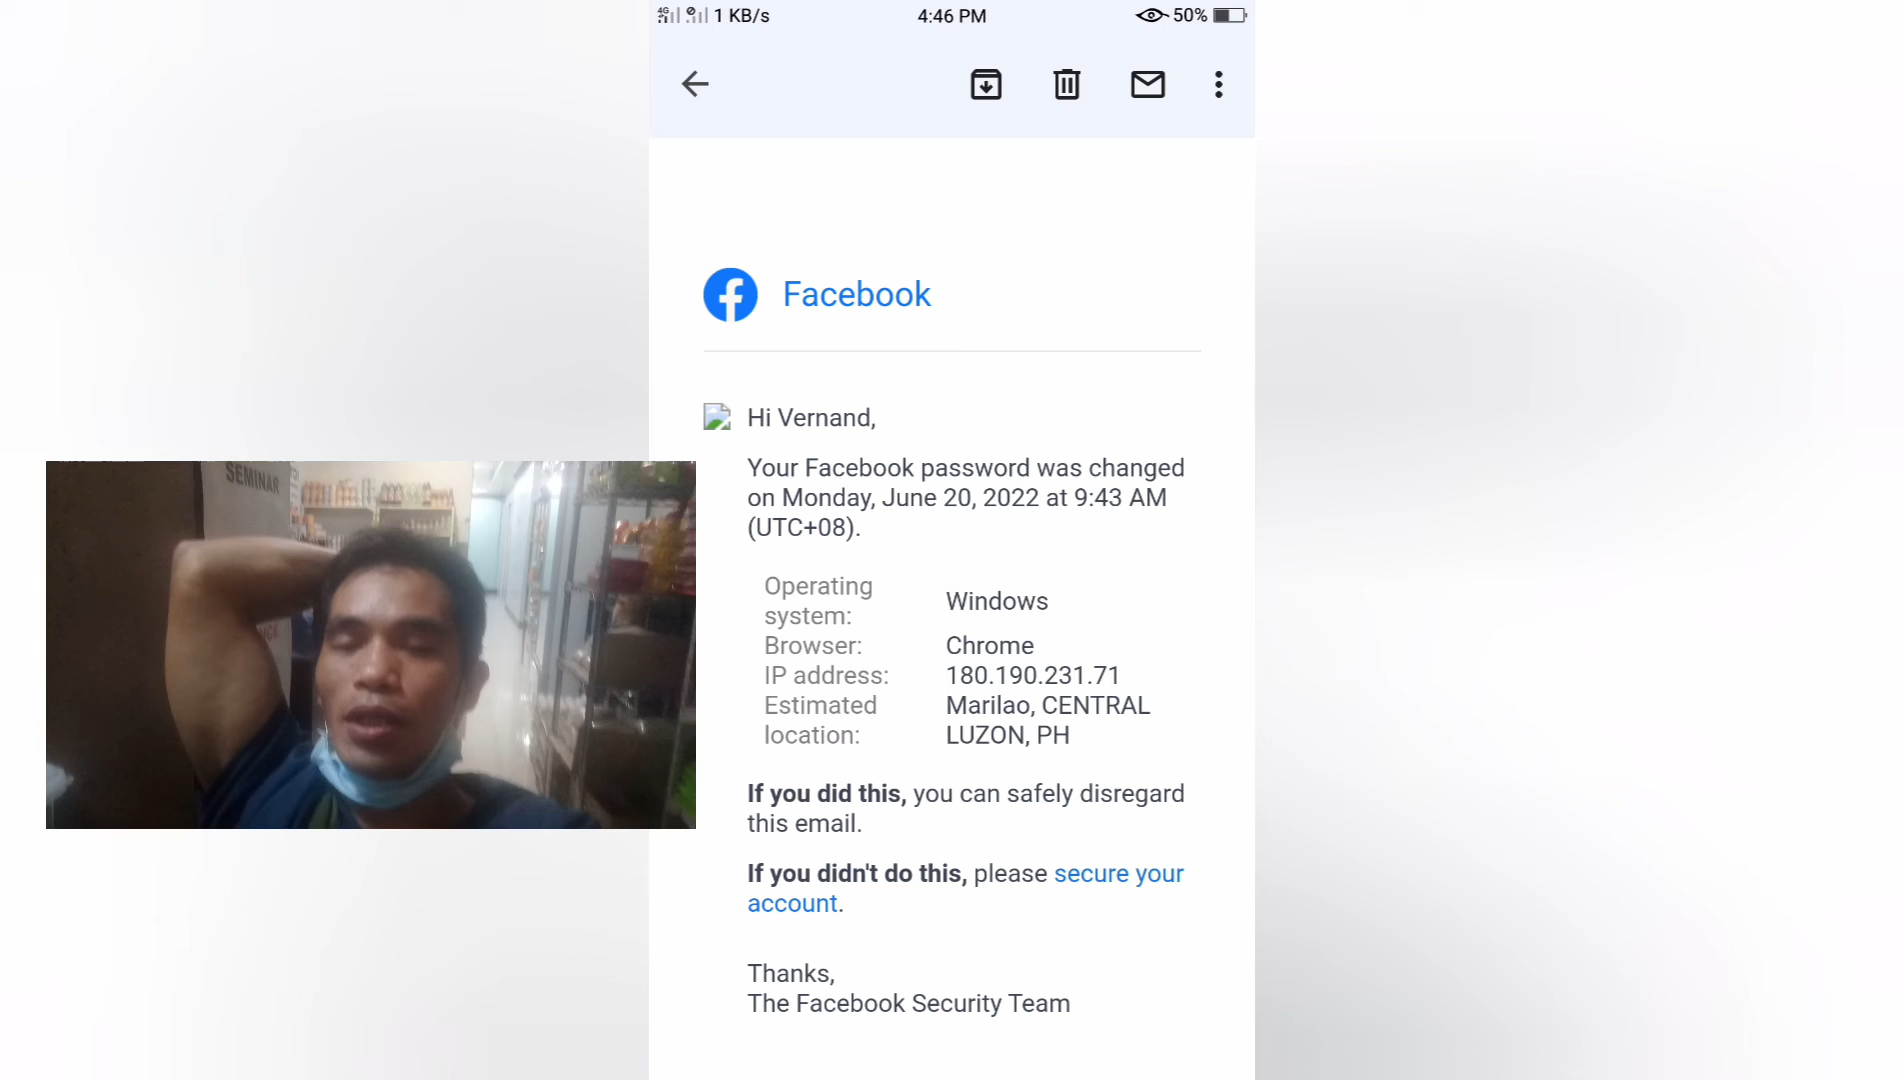 4G 1 KB/s 4:46 PM 50%
Facebook
Hi Vernand,
Your Facebook password was changed
on Monday, June 20, 2022 at 9:43 AM
(UTC+08).
Operating system: Windows
Browser: Chrome
IP address: 180.190.231.71
Estimated location: Marilao, CENTRAL LUZON, PH
If you did this, you can safely disregard
this email.
If you didn't do this, please secure your
account.
Thanks,
The Facebook Security Team
SEMINAR